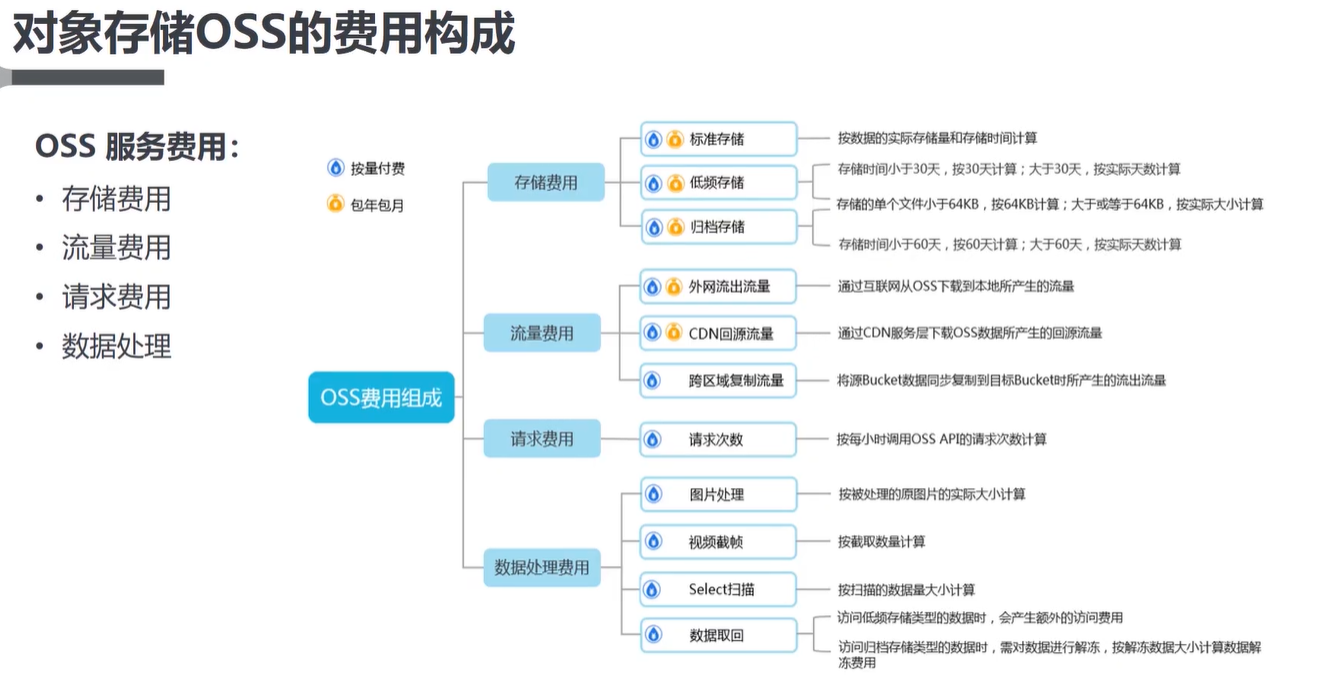 对象存储OSS的费用构成
OSS 服务费用：
• 存储费用
• 流量费用
• 请求费用
• 数据处理
按量付费
包年包月
OSS费用组成
存储费用
标准存储
按数据的实际存储量和存储时间计算
低频存储
存储时间小于30天，按30天计算；大于30天，按实际天数计算
存储的单个文件小于64KB，按64KB计算；大于或等于64KB，按实际大小计算
归档存储
存储时间小于60天，按60天计算；大于60天，按实际天数计算
流量费用
外网流出流量
通过互联网从OSS下载到本地所产生的流量
CDN回源流量
通过CDN服务层下载OSS数据所产生的回源流量
跨区域复制流量
将源Bucket数据同步复制到目标Bucket时所产生的流出流量
请求费用
请求次数
按每小时调用OSS API的请求次数计算
数据处理费用
图片处理
按被处理的原图片的实际大小计算
视频截帧
按截取数量计算
Select扫描
按扫描的数据量大小计算
数据取回
访问低频存储类型的数据时，会产生额外的访问费用
访问归档存储类型的数据时，需对数据进行解冻，按解冻数据大小计算数据解
冻费用